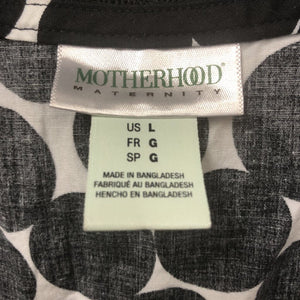 MOTHERHOOD®
MATERNITY
US L
FR G
SP G
MADE IN BANGLADESH
FABRIQUÉ AU BANGLADESH
HENCHO EN BANGLADESH